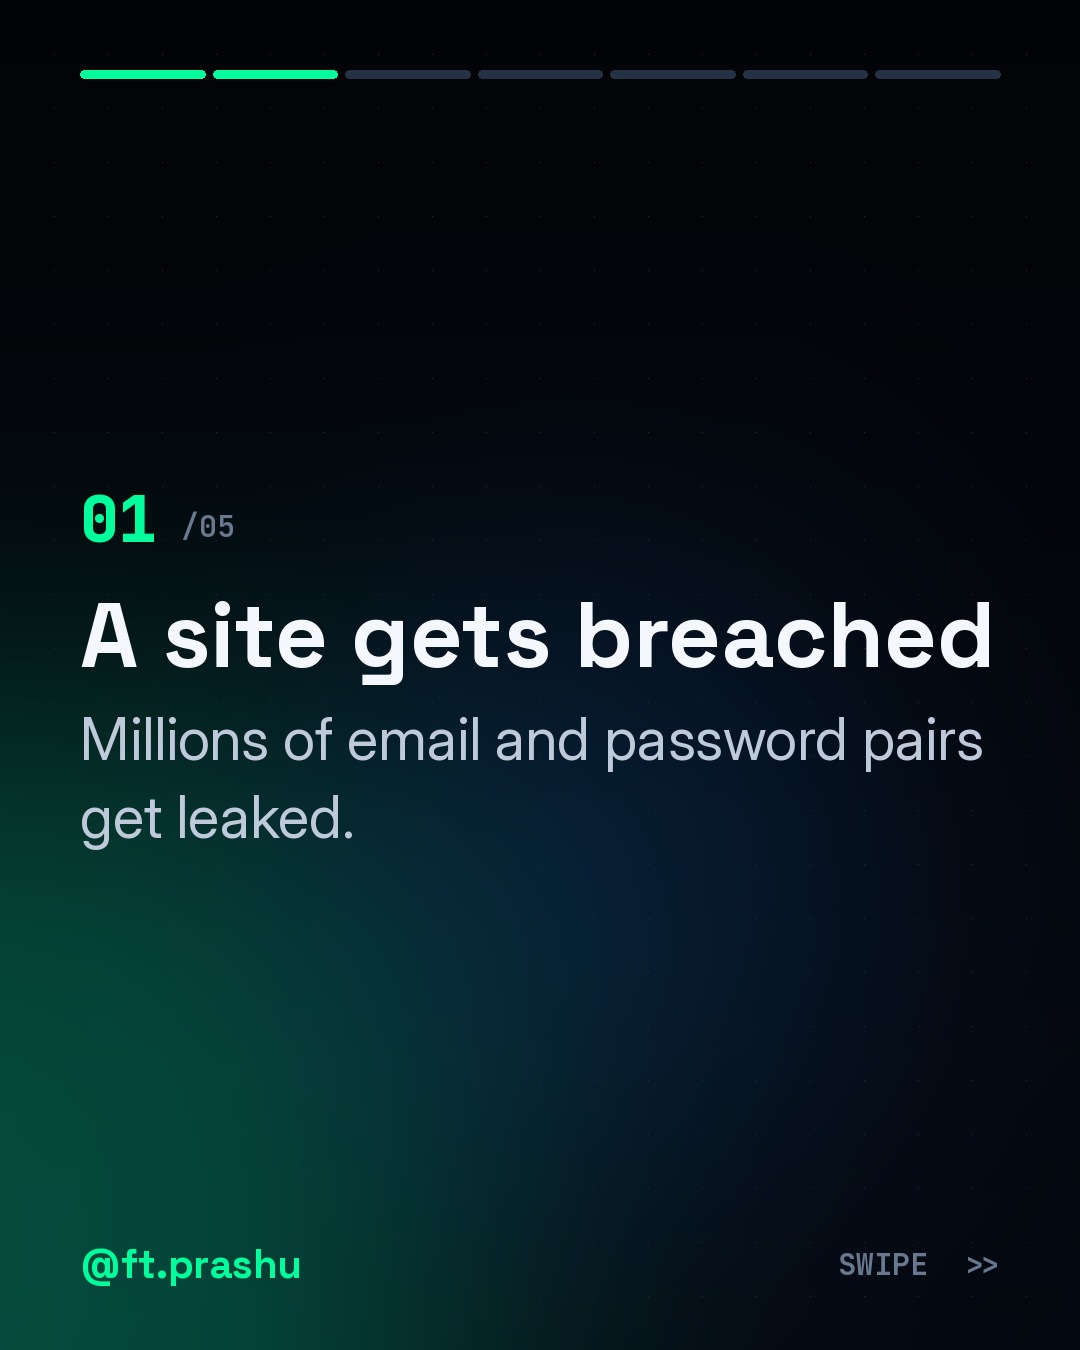 01 /05
A site gets breached
Millions of email and password pairs
get leaked.
@ft.prashu
SWIPE >>